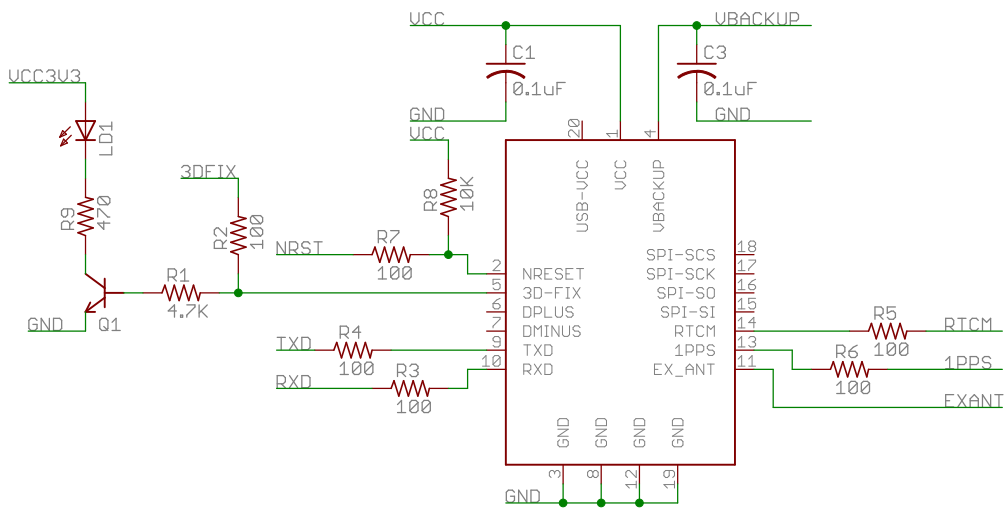 VCC
VBACKUP
C1
0.1uF
C3
0.1uF
GND
GND
VCC3V3
LD1
R9
470
GND
Q1
3DFIX
R2
100
R1
4.7K
VCC
R8
10K
NRST
R7
100
TXD
R4
100
RXD
R3
100
20
1
4
USB-VCC
VCC
VBACKUP
2
NRESET
5
3D-FIX
6
DPLUS
7
DMINUS
9
TXD
10
RXD
SPI-SCS
18
SPI-SCK
17
SPI-SO
16
SPI-SI
15
RTCM
14
1PPS
13
EX_ANT
11
R5
100
RTCM
R6
100
1PPS
EXANT
GND
GND
GND
GND
3
8
12
19
GND